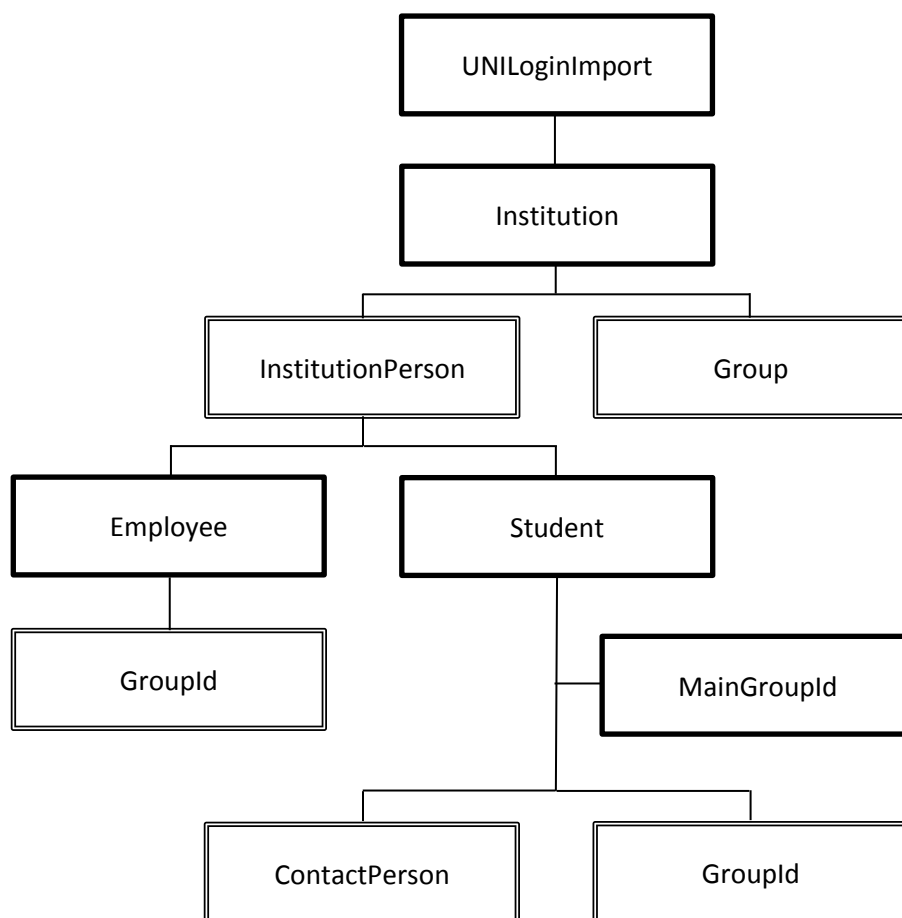 UNILoginImport
Institution
InstitutionPerson
Group
Employee
Student
GroupId
MainGroupId
ContactPerson
GroupId